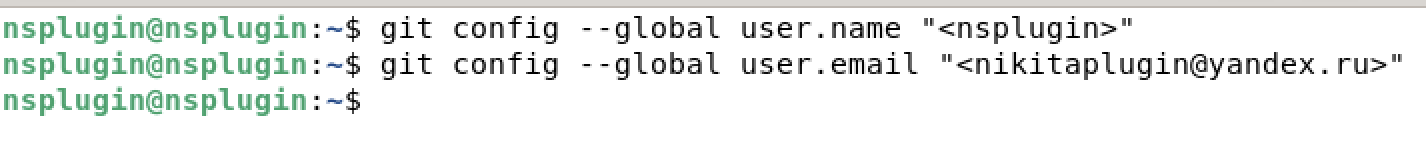 nsplugin@nsplugin:~$ git config --global user.name "<nsplugin>"
nsplugin@nsplugin:~$ git config --global user.email "<nikitaplugin@yandex.ru>"
nsplugin@nsplugin:~$